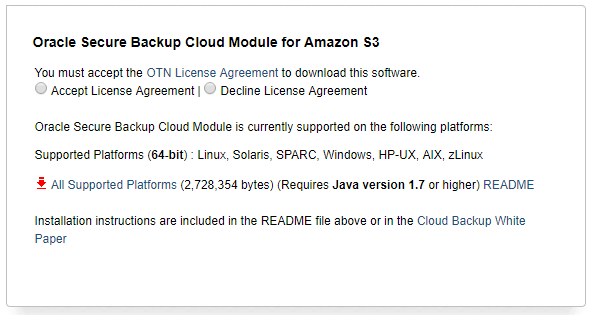 Oracle Secure Backup Cloud Module for Amazon S3
You must accept the OTN License Agreement to download this software.
Accept License Agreement | Decline License Agreement
Oracle Secure Backup Cloud Module is currently supported on the following platforms:
Supported Platforms (64-bit) : Linux, Solaris, SPARC, Windows, HP-UX, AIX, zLinux
All Supported Platforms (2,728,354 bytes) (Requires Java version 1.7 or higher) README
Installation instructions are included in the README file above or in the Cloud Backup White
Paper